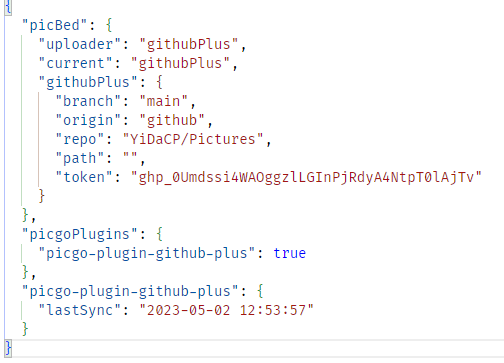 {
"picBed": {
"uploader": "githubPlus",
"current": "githubPlus",
"githubPlus": {
"branch": "main",
"origin": "github",
"repo": "YiDaCP/Pictures",
"path": "",
"token": "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"
}
},
"picgoPlugins": {
"picgo-plugin-github-plus": true
},
"picgo-plugin-github-plus": {
"lastSync": "2023-05-02 12:53:57"
}
}